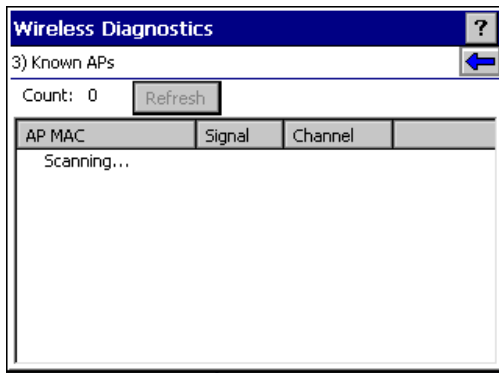 Wireless Diagnostics ?
3) Known APs
Count: 0 Refresh
AP MAC Signal Channel
Scanning...